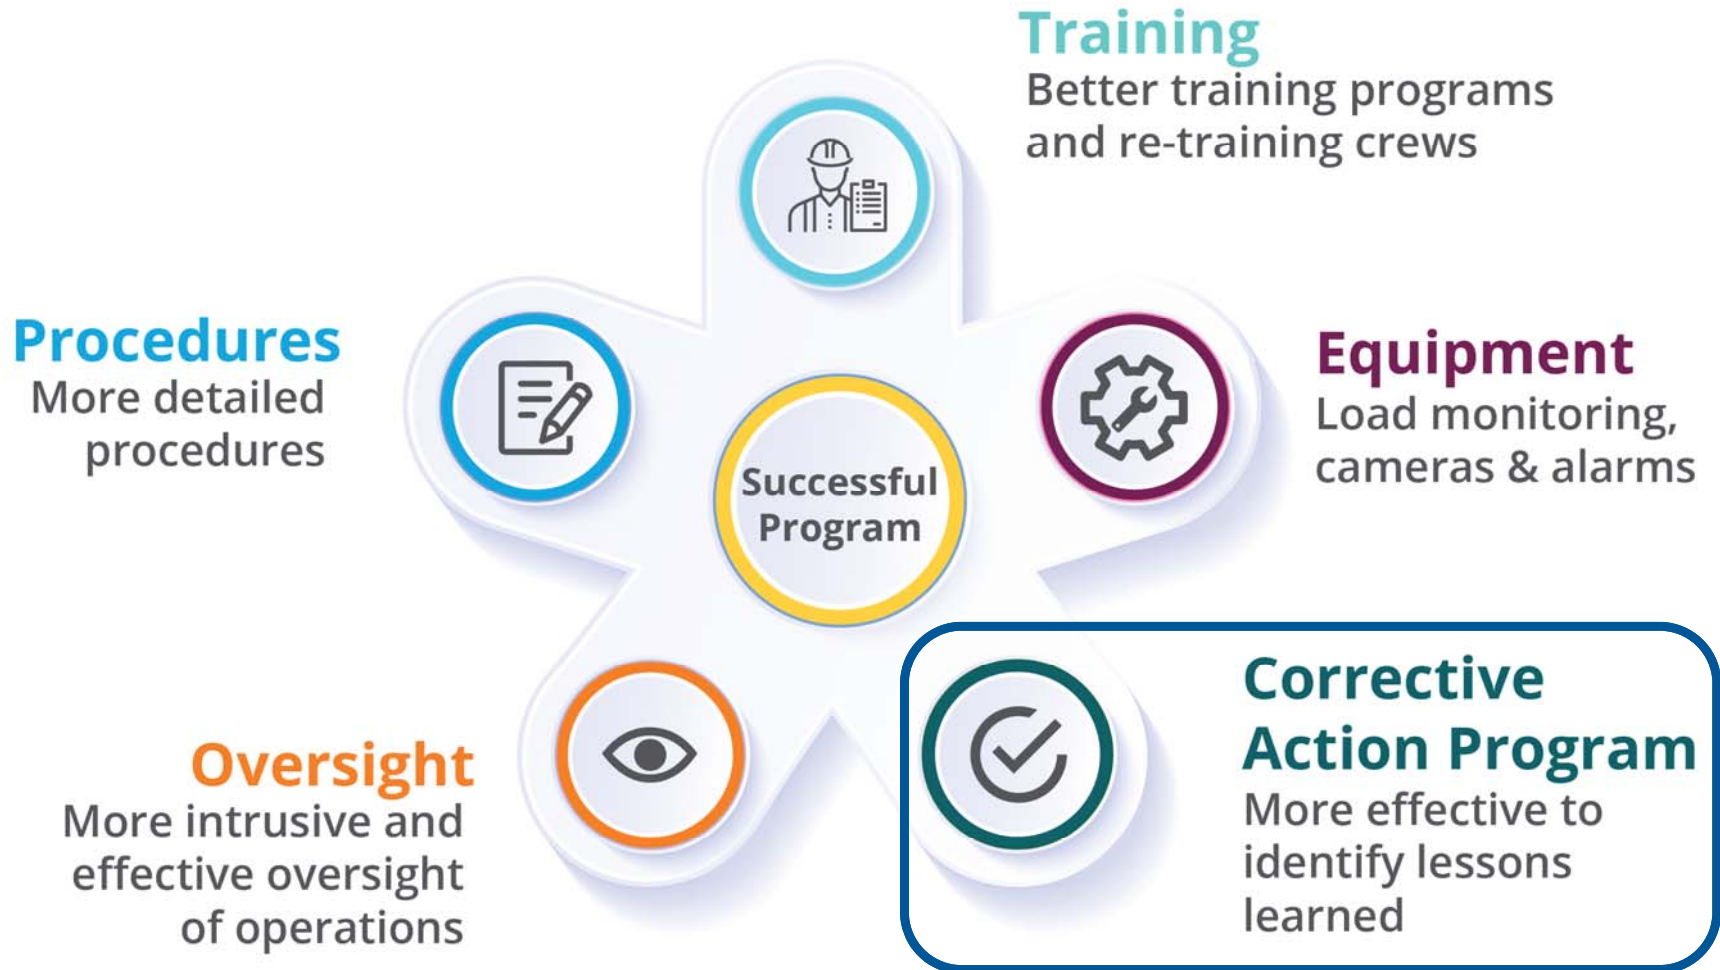 Training
Better training programs
and re-training crews
Procedures
More detailed
procedures
Equipment
Load monitoring,
cameras & alarms
Successful
Program
Oversight
More intrusive and
effective oversight
of operations
Corrective
Action Program
More effective to
identify lessons
learned